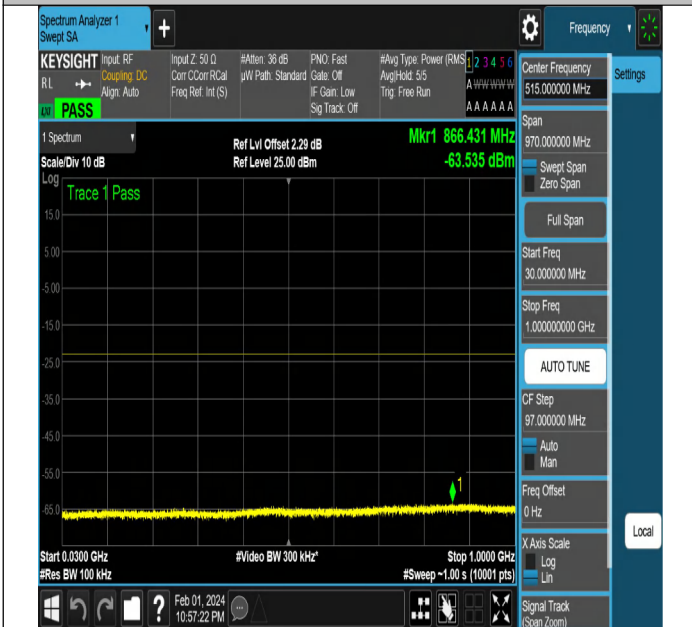 Spectrum Analyzer 1
Swept SA
+
Frequency
KEYSIGHT
RL
LXI
PASS
Input: RF
Coupling: DC
Align: Auto
Input Z: 50 Ω
Corr CCorr RCal
Freq Ref: Int (S)
#Atten: 36 dB
µW Path: Standard
PNO: Fast
Gate: Off
IF Gain: Low
Sig Track: Off
#Avg Type: Power (RMS
Avg|Hold: 5/5
Trig: Free Run
1 2 3 4 5 6
A W W W W W
A A A A A A
1 Spectrum
Scale/Div 10 dB
Ref Lvl Offset 2.29 dB
Ref Level 25.00 dBm
Mkr1 866.431 MHz
-63.535 dBm
Log
Trace 1 Pass
15.0
5.00
-5.00
-15.0
-25.0
-35.0
-45.0
-55.0
-65.0
1
Start 0.0300 GHz
#Res BW 100 kHz
#Video BW 300 kHz*
Stop 1.0000 GHz
#Sweep ~1.00 s (10001 pts)
?
Feb 01, 2024
10:57:22 PM
Center Frequency
515.000000 MHz
Span
970.000000 MHz
Swept Span
Zero Span
Full Span
Start Freq
30.000000 MHz
Stop Freq
1.000000000 GHz
AUTO TUNE
CF Step
97.000000 MHz
Auto
Man
Freq Offset
0 Hz
X Axis Scale
Log
Lin
Signal Track
(Span Zoom)
Settings
Local